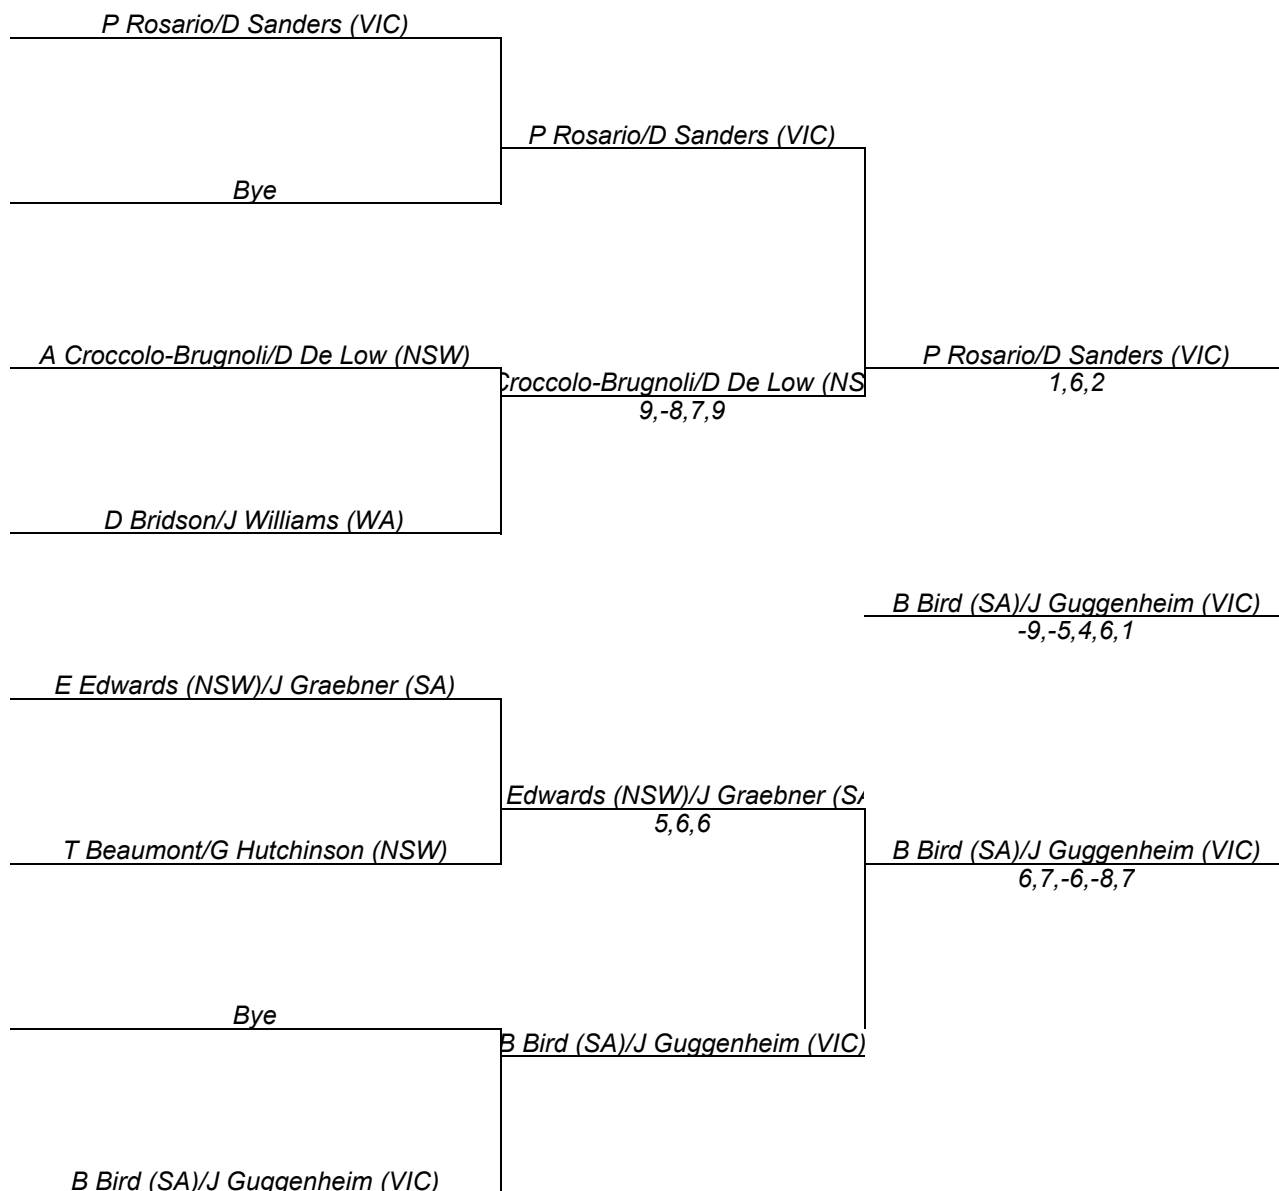 P Rosario/D Sanders (VIC)
P Rosario/D Sanders (VIC)
Bye
A Croccolo-Brugnoli/D De Low (NSW)
P Rosario/D Sanders (VIC)
Croccolo-Brugnoli/D De Low (NS
1,6,2
9,-8,7,9
D Bridson/J Williams (WA)
B Bird (SA)/J Guggenheim (VIC)
-9,-5,4,6,1
E Edwards (NSW)/J Graebner (SA)
Edwards (NSW)/J Graebner (SA
5,6,6
T Beaumont/G Hutchinson (NSW)
B Bird (SA)/J Guggenheim (VIC)
6,7,-6,-8,7
Bye
B Bird (SA)/J Guggenheim (VIC)
B Bird (SA)/J Guggenheim (VIC)